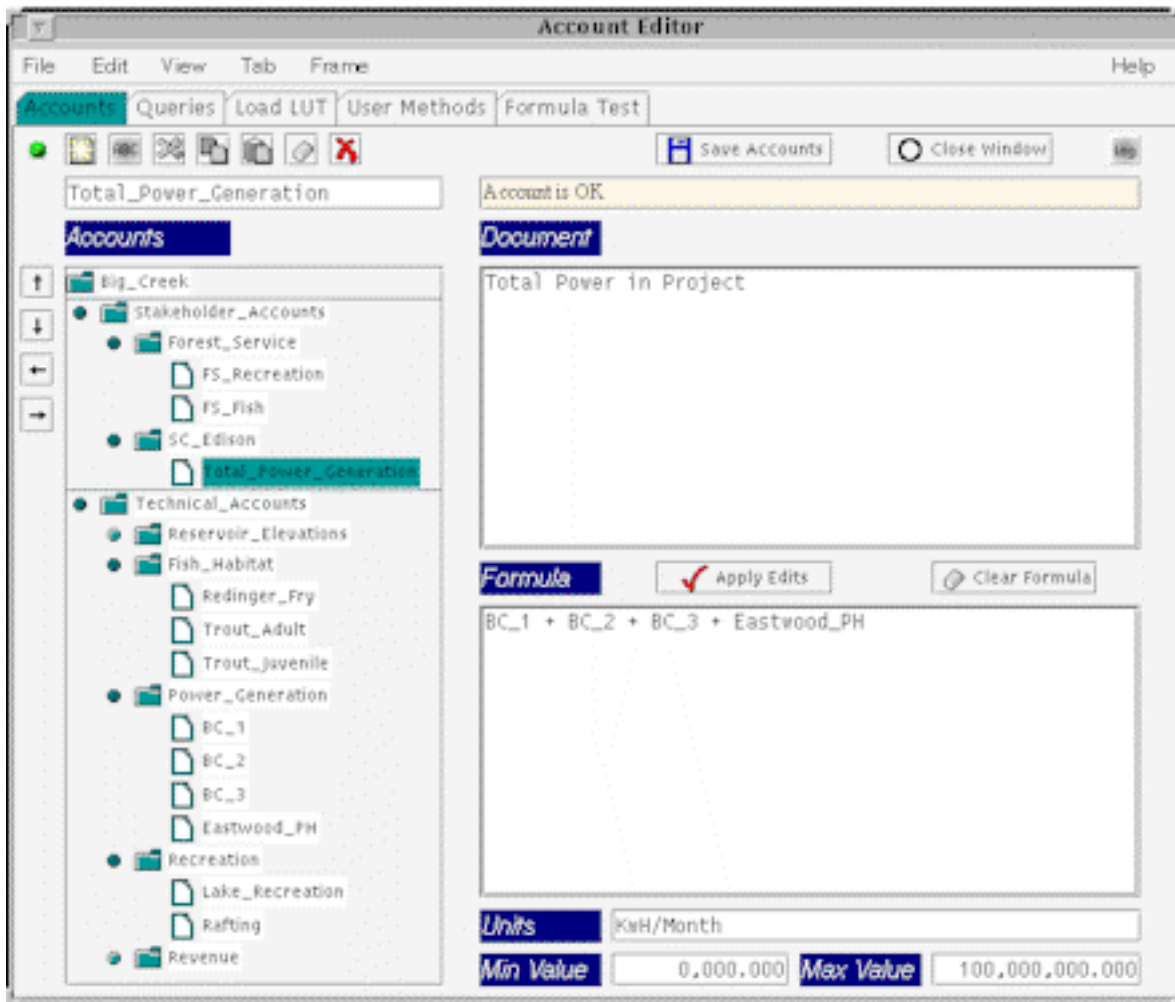 Account Editor
File Edit View Tab Frame Help
Accounts Queries Load LUT User Methods Formula Test
Save Accounts Close Window
Total_Power_Generation
Account is OK
Accounts
Document
Big_Creek
Stakeholder_Accounts
Forest_Service
FS_Recreation
FS_Fish
SC_Edison
Total_Power_Generation
Technical_Accounts
Reservoir_Elevations
Fish_Habitat
Redinger_Fry
Trout_Adult
Trout_Juvenile
Power_Generation
BC_1
BC_2
BC_3
Eastwood_PH
Recreation
Lake_Recreation
Rafting
Revenue
Total Power in Project
Formula Apply Edits Clear Formula
BC_1 + BC_2 + BC_3 + Eastwood_PH
Units KwH/Month
Min Value 0,000.000 Max Value 100,000,000.000